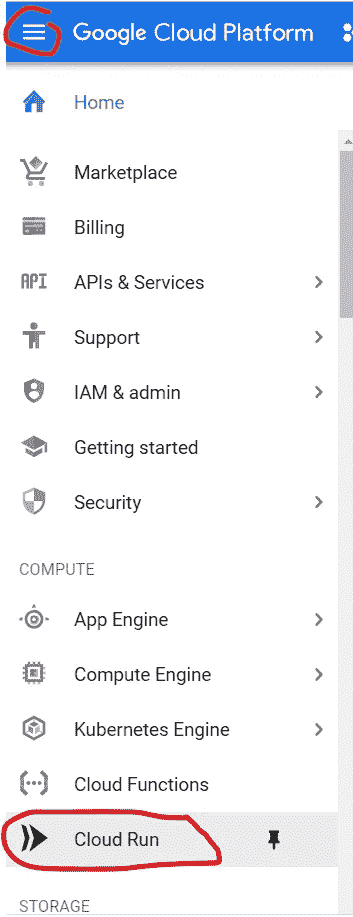 Google Cloud Platform
Home
Marketplace
Billing
API APIs & Services
Support
IAM & admin
Getting started
Security
COMPUTE
App Engine
Compute Engine
Kubernetes Engine
Cloud Functions
Cloud Run
STORAGE